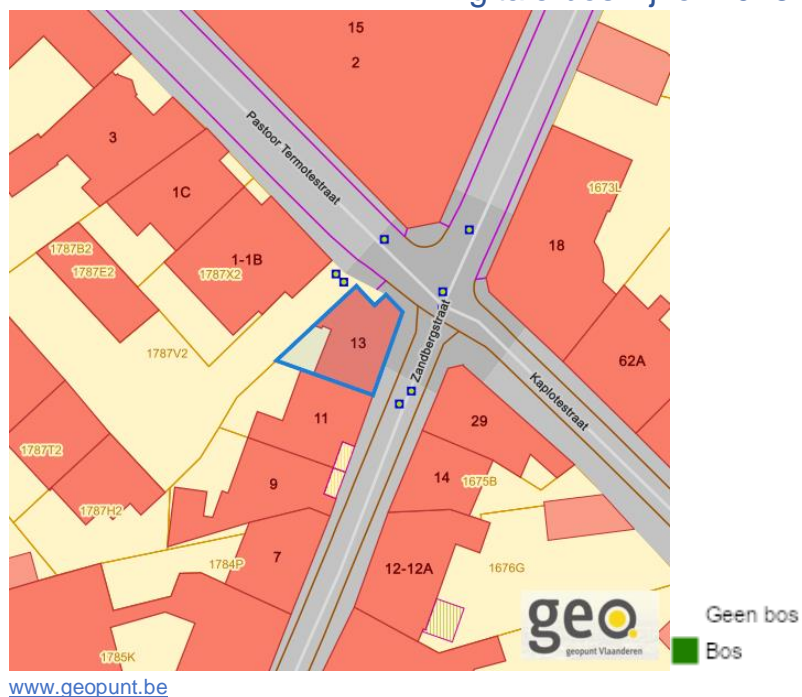 15
2
Pastoor Termotestraat
3
1C
1673L
1787B2
1787E2
1-1B
1787X2
18
13
Zandbergstraat
1787V2
62A
Kaplotestraat
11
29
1787T2
9
14
1675B
1787H2
7
1784P
12-12A
1676G
geo
geopunt Vlaanderen
Geen bos
Bos
1785K
www.geopunt.be